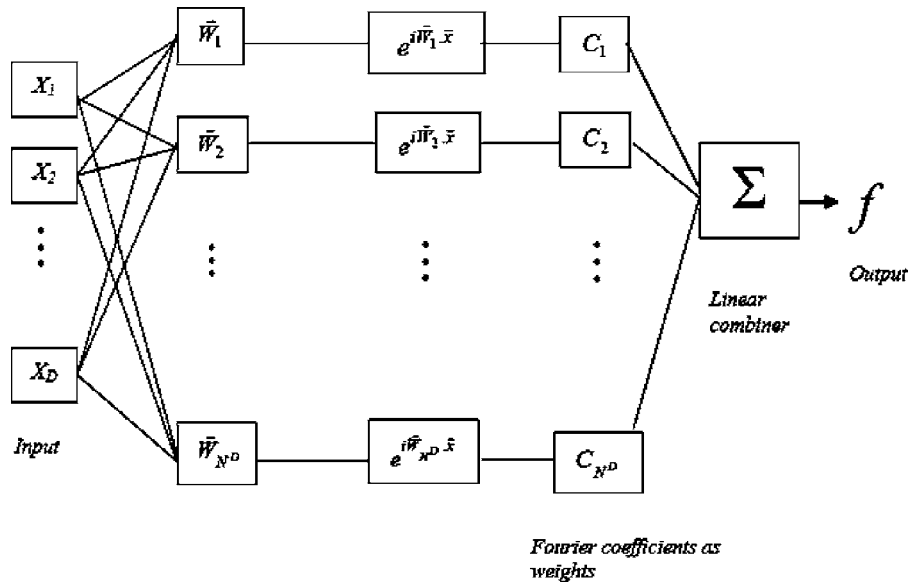 W̄₁ e^{iW̄₁.x̄} C₁
X₁
W̄₂ e^{iW̄₂.x̄} C₂
X₂
Σ f
⋮ ⋮ ⋮ ⋮
Output
Linear
combiner
X_D
Input
W̄_{N^D} e^{iW̄_{N^D}.x̄} C_{N^D}
Fourier coefficients as
weights